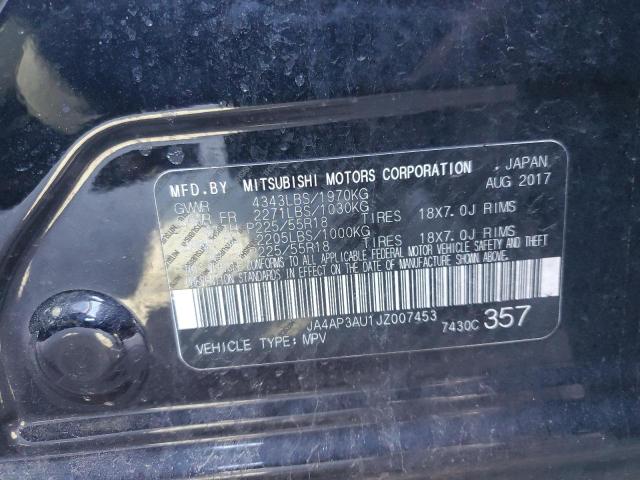 MFD.BY MITSUBISHI MOTORS CORPORATION , JAPAN
GVWR 4343LBS/1970KG AUG 2017
FR 2271LBS/1030KG
P225/55R18 TIRES 18X7.0J RIMS
2205LBS/1000KG
225/55R18 TIRES 18X7.0J RIMS
THIS VEHICLE CONFORMS TO ALL APPLICABLE FEDERAL MOTOR VEHICLE SAFETY AND THEFT
PREVENTION STANDARDS IN EFFECT ON THE DATE OF MANUFACTURE SHOWN ABOVE.
JA4AP3AU1JZ007453
7430C 357
VEHICLE TYPE: MPV